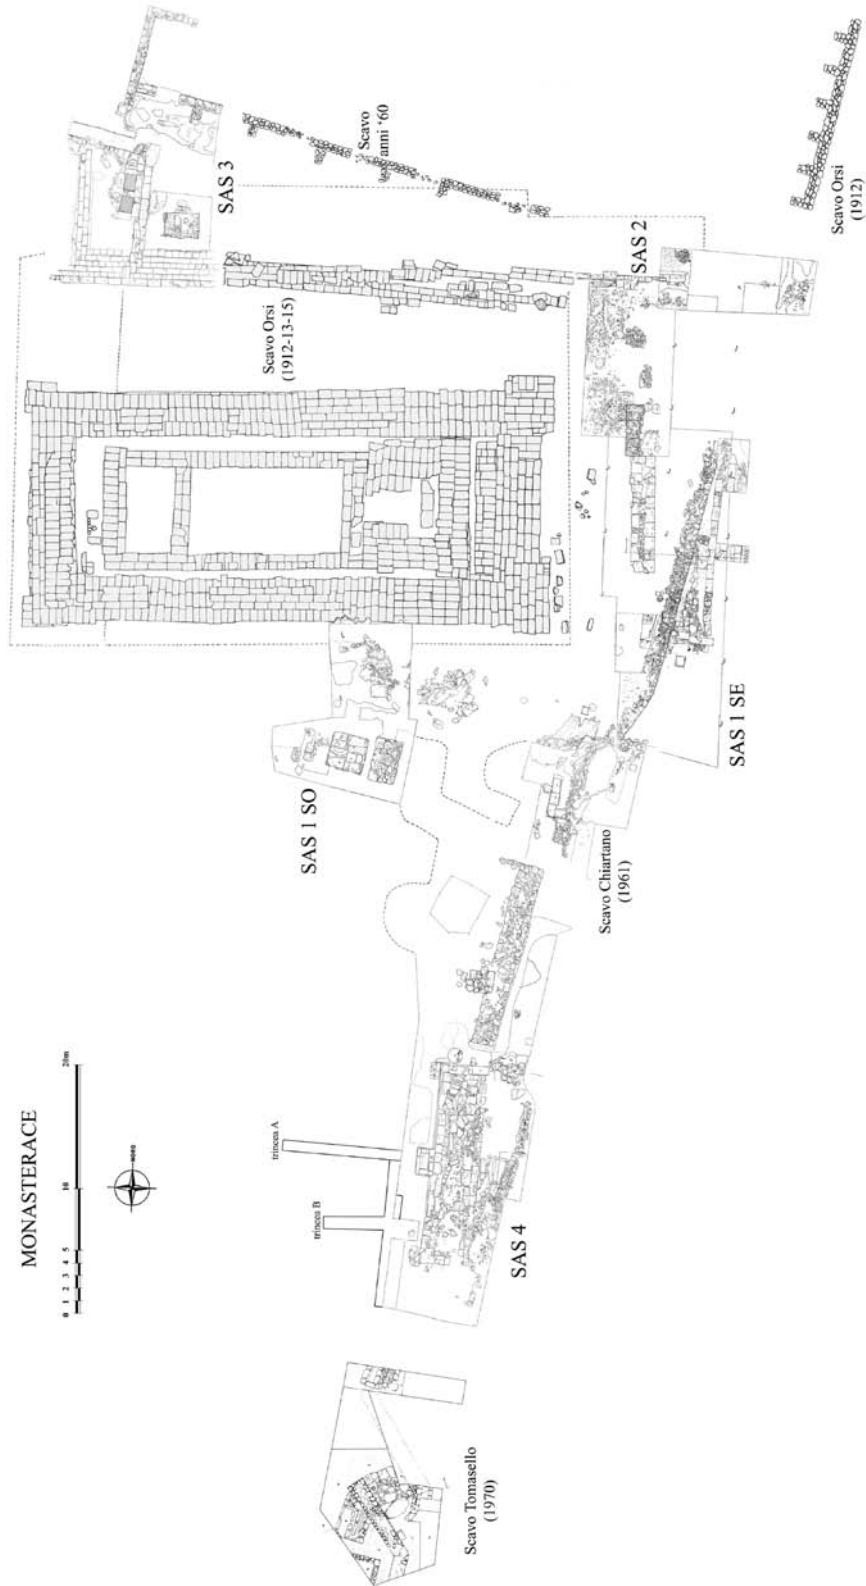 SAS 3
Scavo
anni '60
Scavo Orsi
(1912)
SAS 2
Scavo Orsi
(1912-13-15)
SAS 1 SO
SAS 1 SE
Scavo Chiartano
(1961)
MONASTERACE
0 1 2 3 4 5 10 20m
NORD
trincea A
trincea B
SAS 4
Scavo Tomasello
(1970)